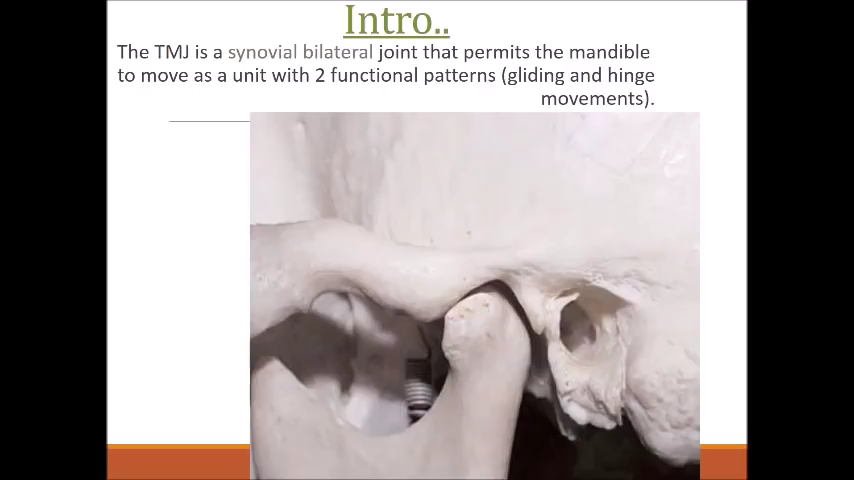 Intro..
The TMJ is a synovial bilateral joint that permits the mandible
to move as a unit with 2 functional patterns (gliding and hinge
movements).